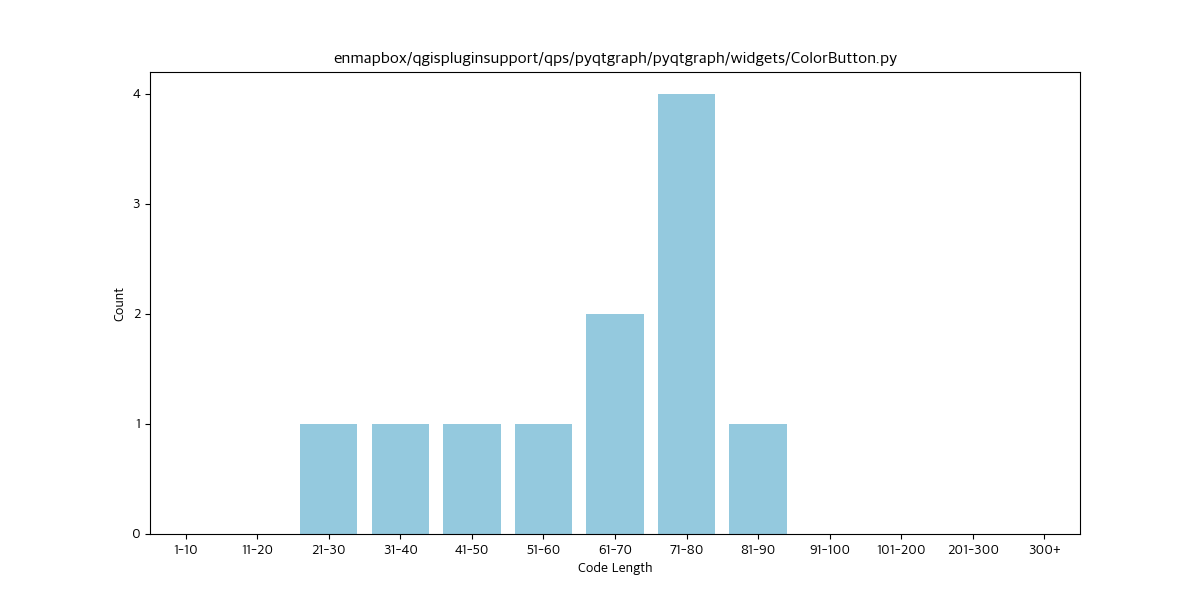 enmapbox/qgispluginsupport/qps/pyqtgraph/pyqtgraph/widgets/ColorButton.py
4
3
2
1
0
Count
1-10 11-20 21-30 31-40 41-50 51-60 61-70 71-80 81-90 91-100 101-200 201-300 300+
Code Length